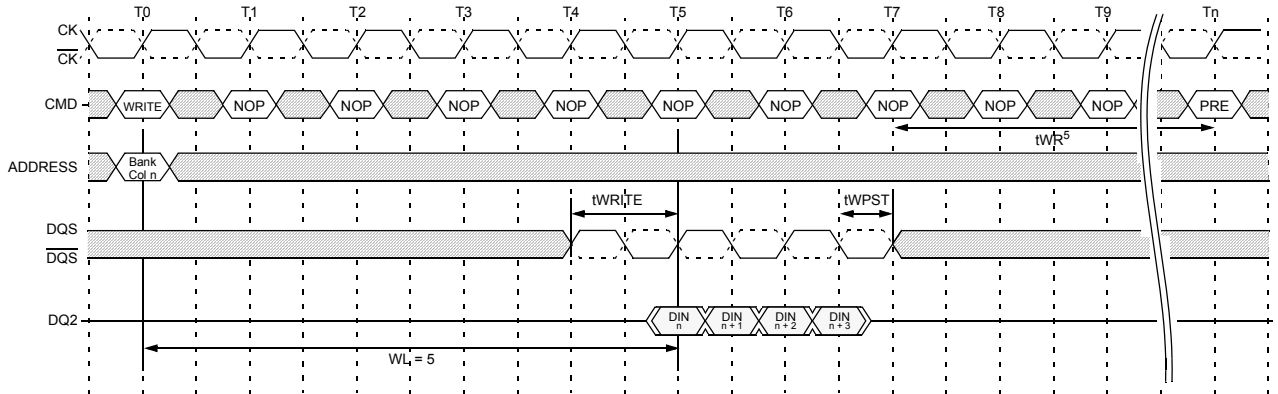 T0 T1 T2 T3 T4 T5 T6 T7 T8 T9 Tn
CK
CK
CMD WRITE NOP NOP NOP NOP NOP NOP NOP NOP NOP PRE
tWR5
ADDRESS Bank
Col n
tWRITE tWPST
DQS
DQS
DQ2 DIN DIN DIN DIN
n n + 1 n + 2 n + 3
WL = 5